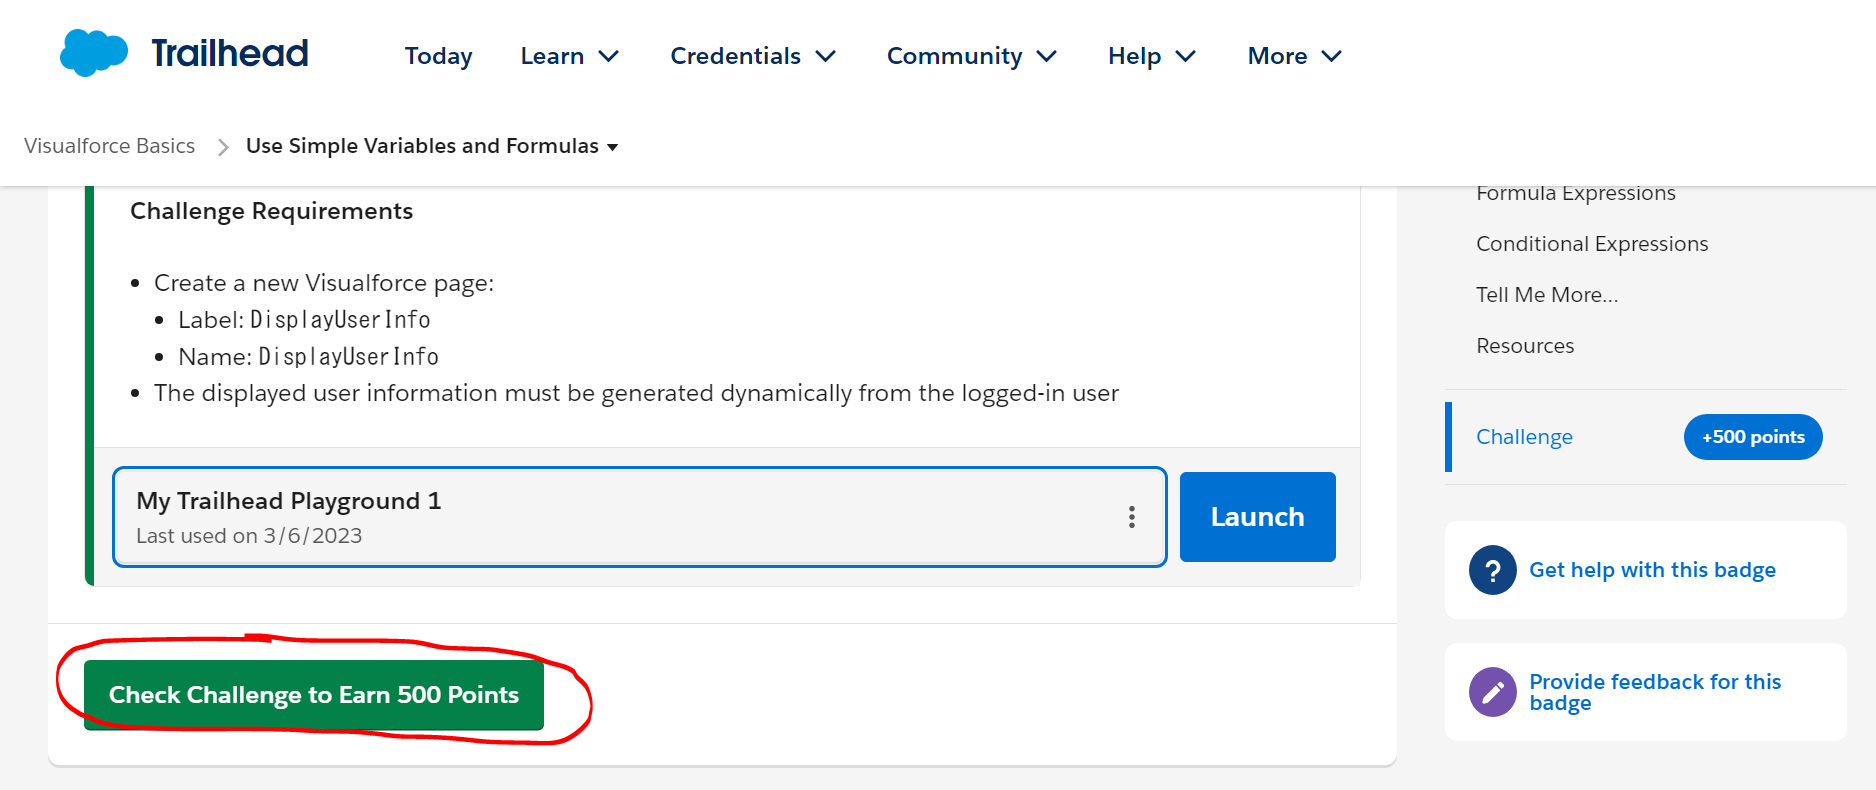 Trailhead
Today Learn Credentials Community Help More
Visualforce Basics Use Simple Variables and Formulas
Challenge Requirements
Create a new Visualforce page:
Label: DisplayUserInfo
Name: DisplayUserInfo
The displayed user information must be generated dynamically from the logged-in user
My Trailhead Playground 1
Last used on 3/6/2023
Launch
Check Challenge to Earn 500 Points
Formula Expressions
Conditional Expressions
Tell Me More...
Resources
Challenge +500 points
? Get help with this badge
Provide feedback for this
badge